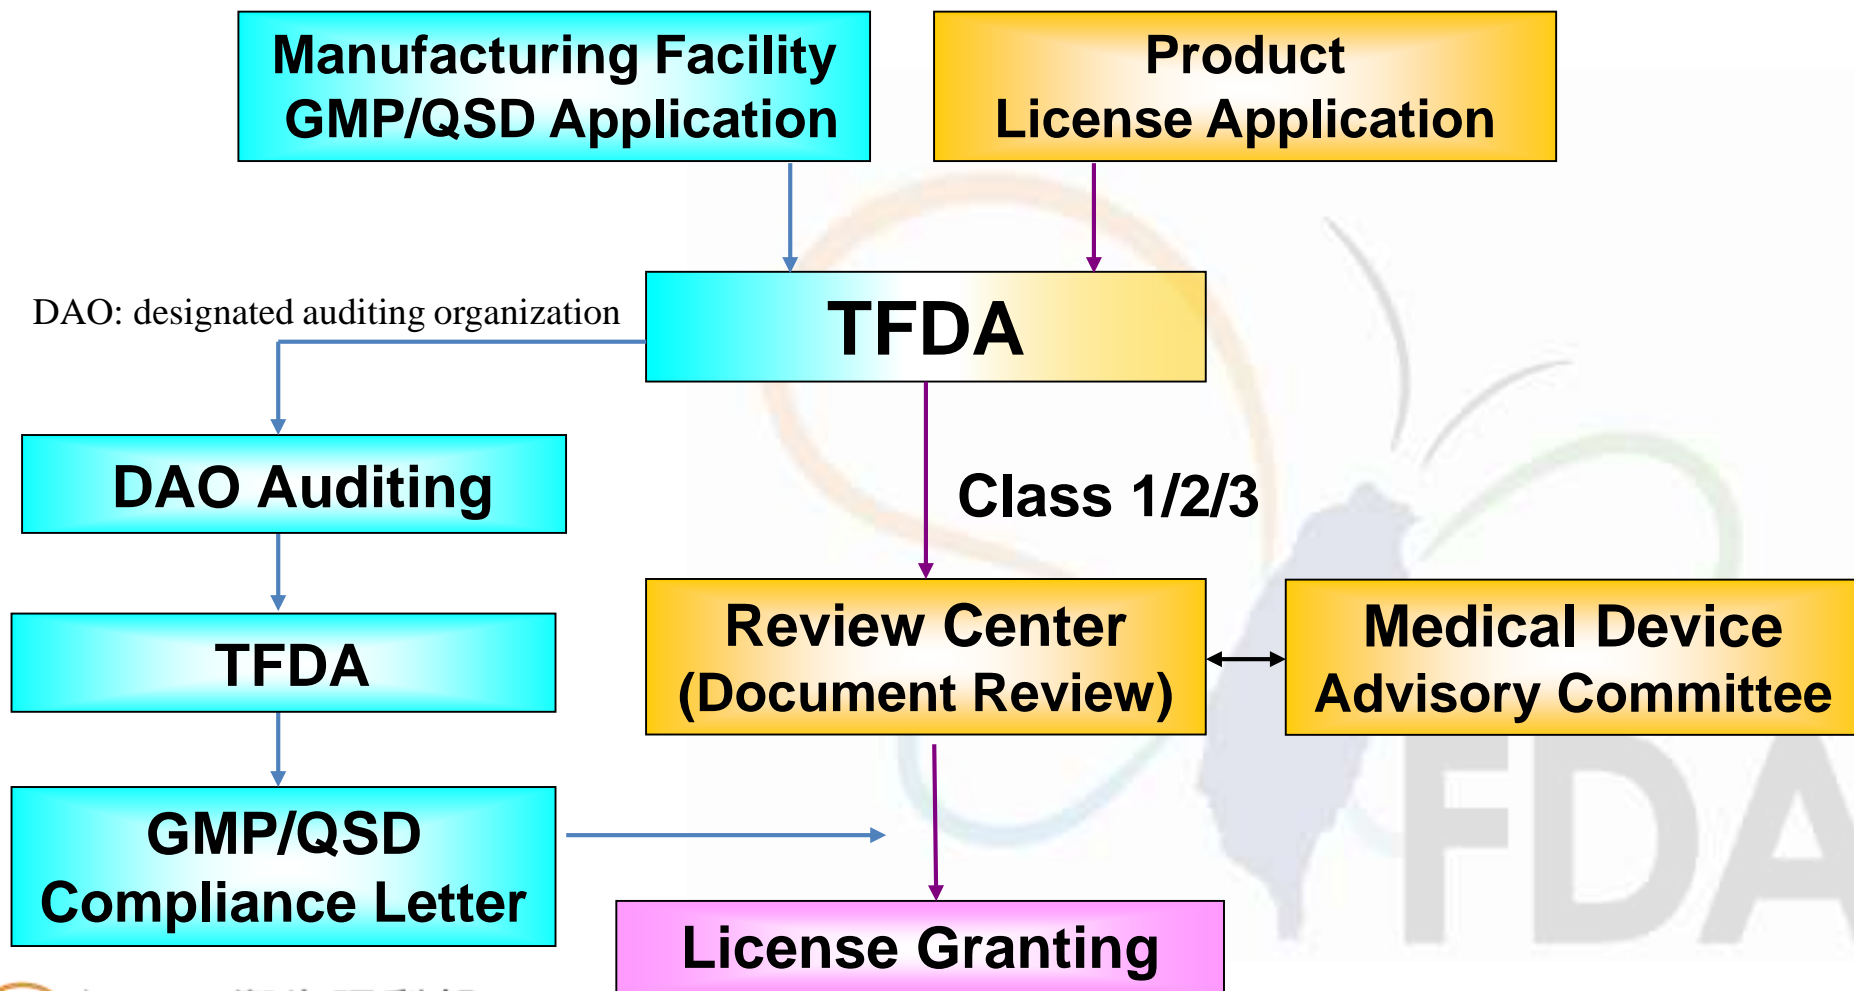 Manufacturing Facility
GMP/QSD Application
Product
License Application
DAO: designated auditing organization
TFDA
DAO Auditing
Class 1/2/3
TFDA
Review Center
(Document Review)
Medical Device
Advisory Committee
GMP/QSD
Compliance Letter
License Granting
FDA